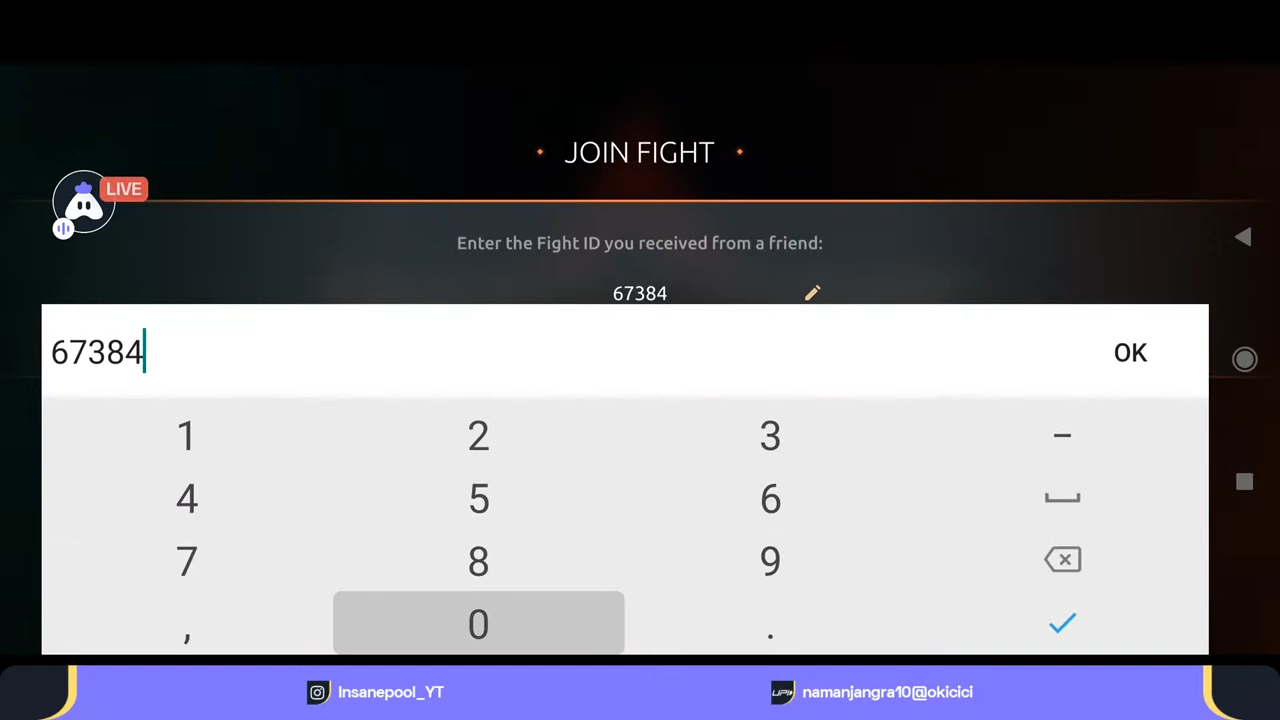 JOIN FIGHT
LIVE
Enter the Fight ID you received from a friend:
67384
67384 OK
1 2 3 -
4 5 6
7 8 9
, 0 .
Insanepool_YT UPI namanjangra10@okicici